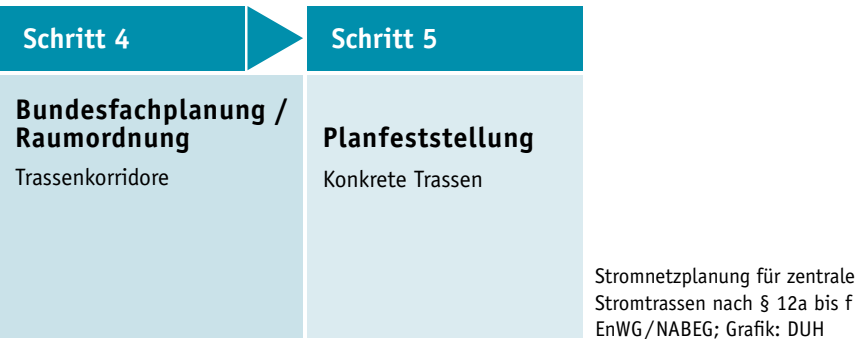 Schritt 4
Schritt 5
Bundesfachplanung /
Raumordnung
Trassenkorridore
Planfeststellung
Konkrete Trassen
Stromnetzplanung für zentrale
Stromtrassen nach § 12a bis f
EnWG/NABEG; Grafik: DUH